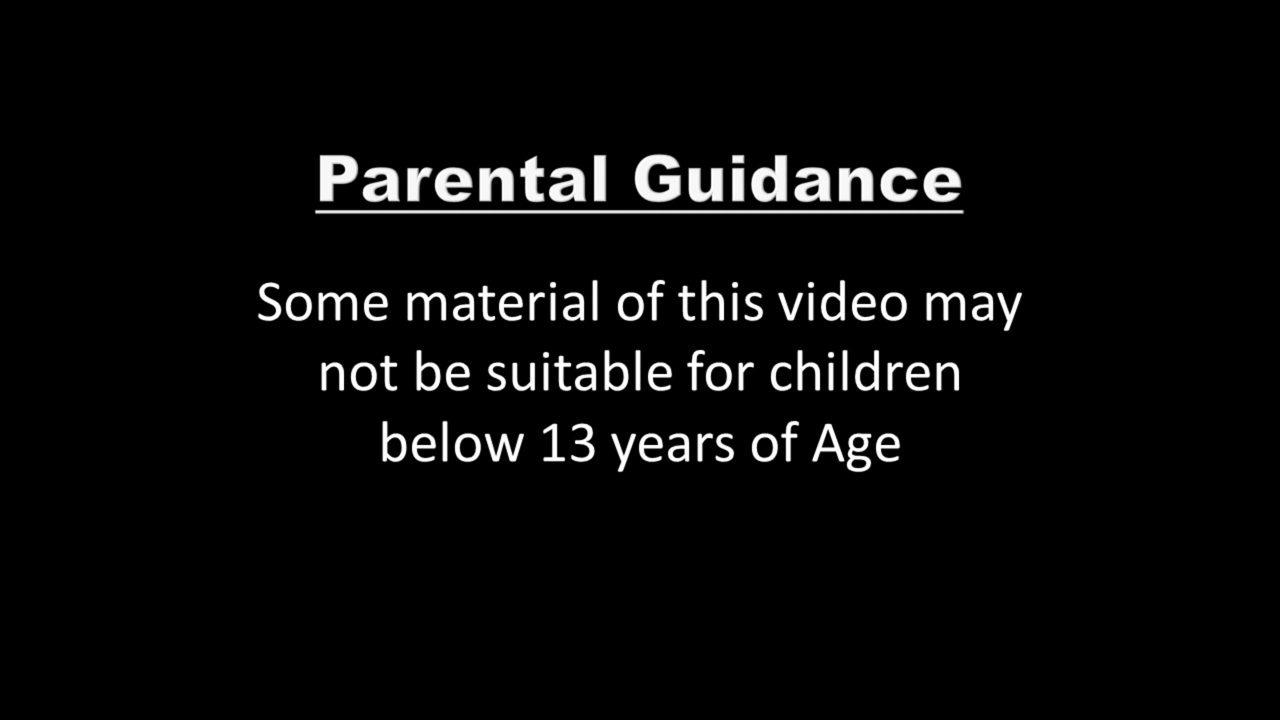 Parental Guidance
Some material of this video may
not be suitable for children
below 13 years of Age